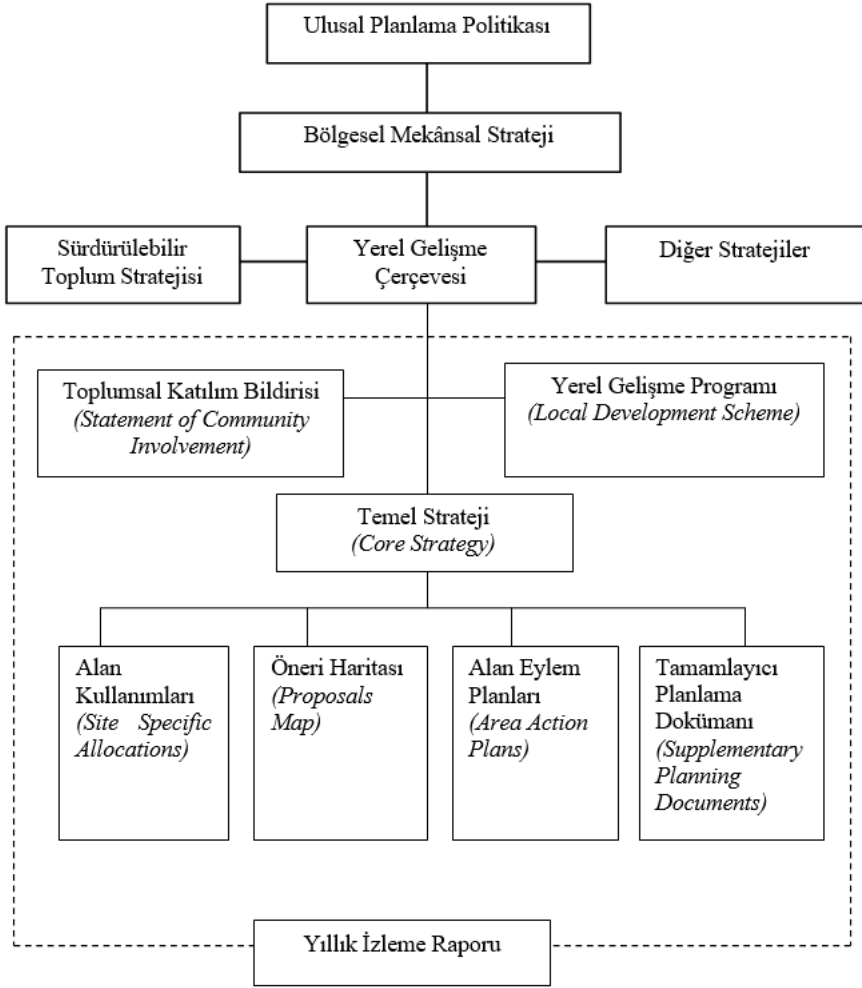 Ulusal Planlama Politikası
Bölgesel Mekânsal Strateji
Sürdürülebilir
Toplum Stratejisi
Yerel Gelişme
Çerçevesi
Diğer Stratejiler
Toplumsal Katılım Bildirisi
(Statement of Community
Involvement)
Yerel Gelişme Programı
(Local Development Scheme)
Temel Strateji
(Core Strategy)
Alan
Kullanımları
(Site Specific
Allocations)
Öneri Haritası
(Proposals
Map)
Alan Eylem
Planları
(Area Action
Plans)
Tamamlayıcı
Planlama
Dokümanı
(Supplementary
Planning
Documents)
Yıllık İzleme Raporu